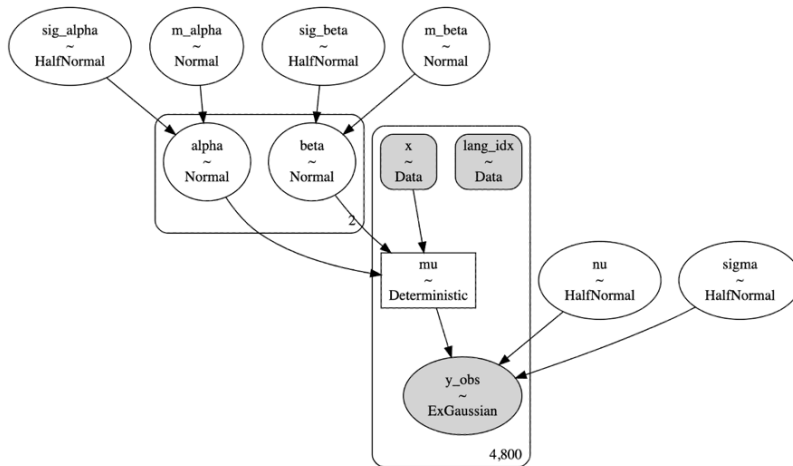 sig_alpha
~
HalfNormal
m_alpha
~
Normal
sig_beta
~
HalfNormal
m_beta
~
Normal
alpha
~
Normal
beta
~
Normal
2
x
~
Data
lang_idx
~
Data
mu
~
Deterministic
nu
~
HalfNormal
sigma
~
HalfNormal
y_obs
~
ExGaussian
4,800